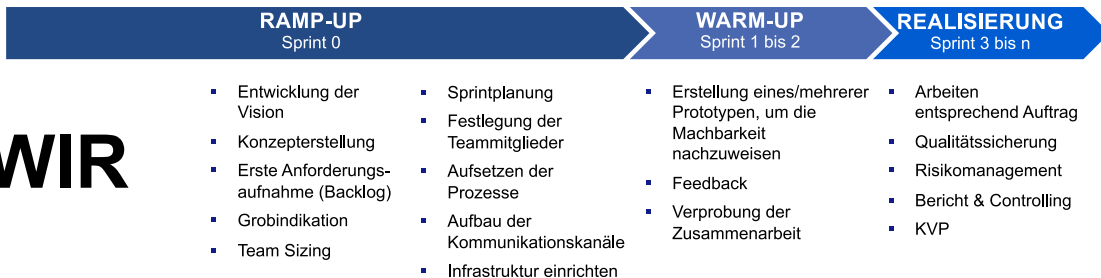 RAMP-UP
Sprint 0
WARM-UP
Sprint 1 bis 2
REALISIERUNG
Sprint 3 bis n
WIR
Entwicklung der
Vision
Konzepterstellung
Erste Anforderungs-
aufnahme (Backlog)
Grobindikation
Team Sizing
Sprintplanung
Festlegung der
Teammitglieder
Aufsetzen der
Prozesse
Aufbau der
Kommunikationskanäle
Infrastruktur einrichten
Erstellung eines/mehrerer
Prototypen, um die
Machbarkeit
nachzuweisen
Feedback
Verprobung der
Zusammenarbeit
Arbeiten
entsprechend Auftrag
Qualitätssicherung
Risikomanagement
Bericht & Controlling
KVP